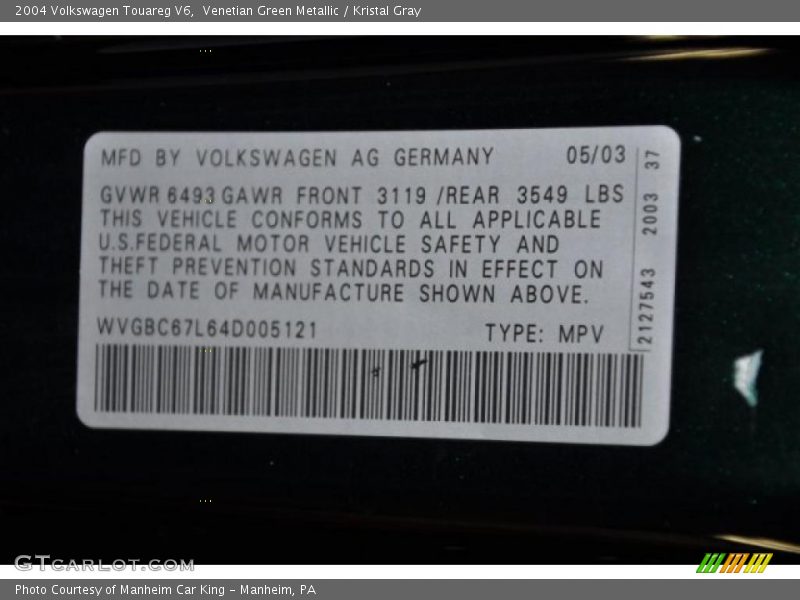 2004 Volkswagen Touareg V6,  Venetian Green Metallic / Kristal Gray
MFD BY VOLKSWAGEN AG GERMANY 05/03
GVWR 6493 GAWR FRONT 3119 /REAR 3549 LBS
THIS VEHICLE CONFORMS TO ALL APPLICABLE
U.S.FEDERAL MOTOR VEHICLE SAFETY AND
THEFT PREVENTION STANDARDS IN EFFECT ON
THE DATE OF MANUFACTURE SHOWN ABOVE.
WVGBC67L64D005121 TYPE: MPV
2127543 2003 37
GTCARLOT.COM
Photo Courtesy of Manheim Car King - Manheim, PA